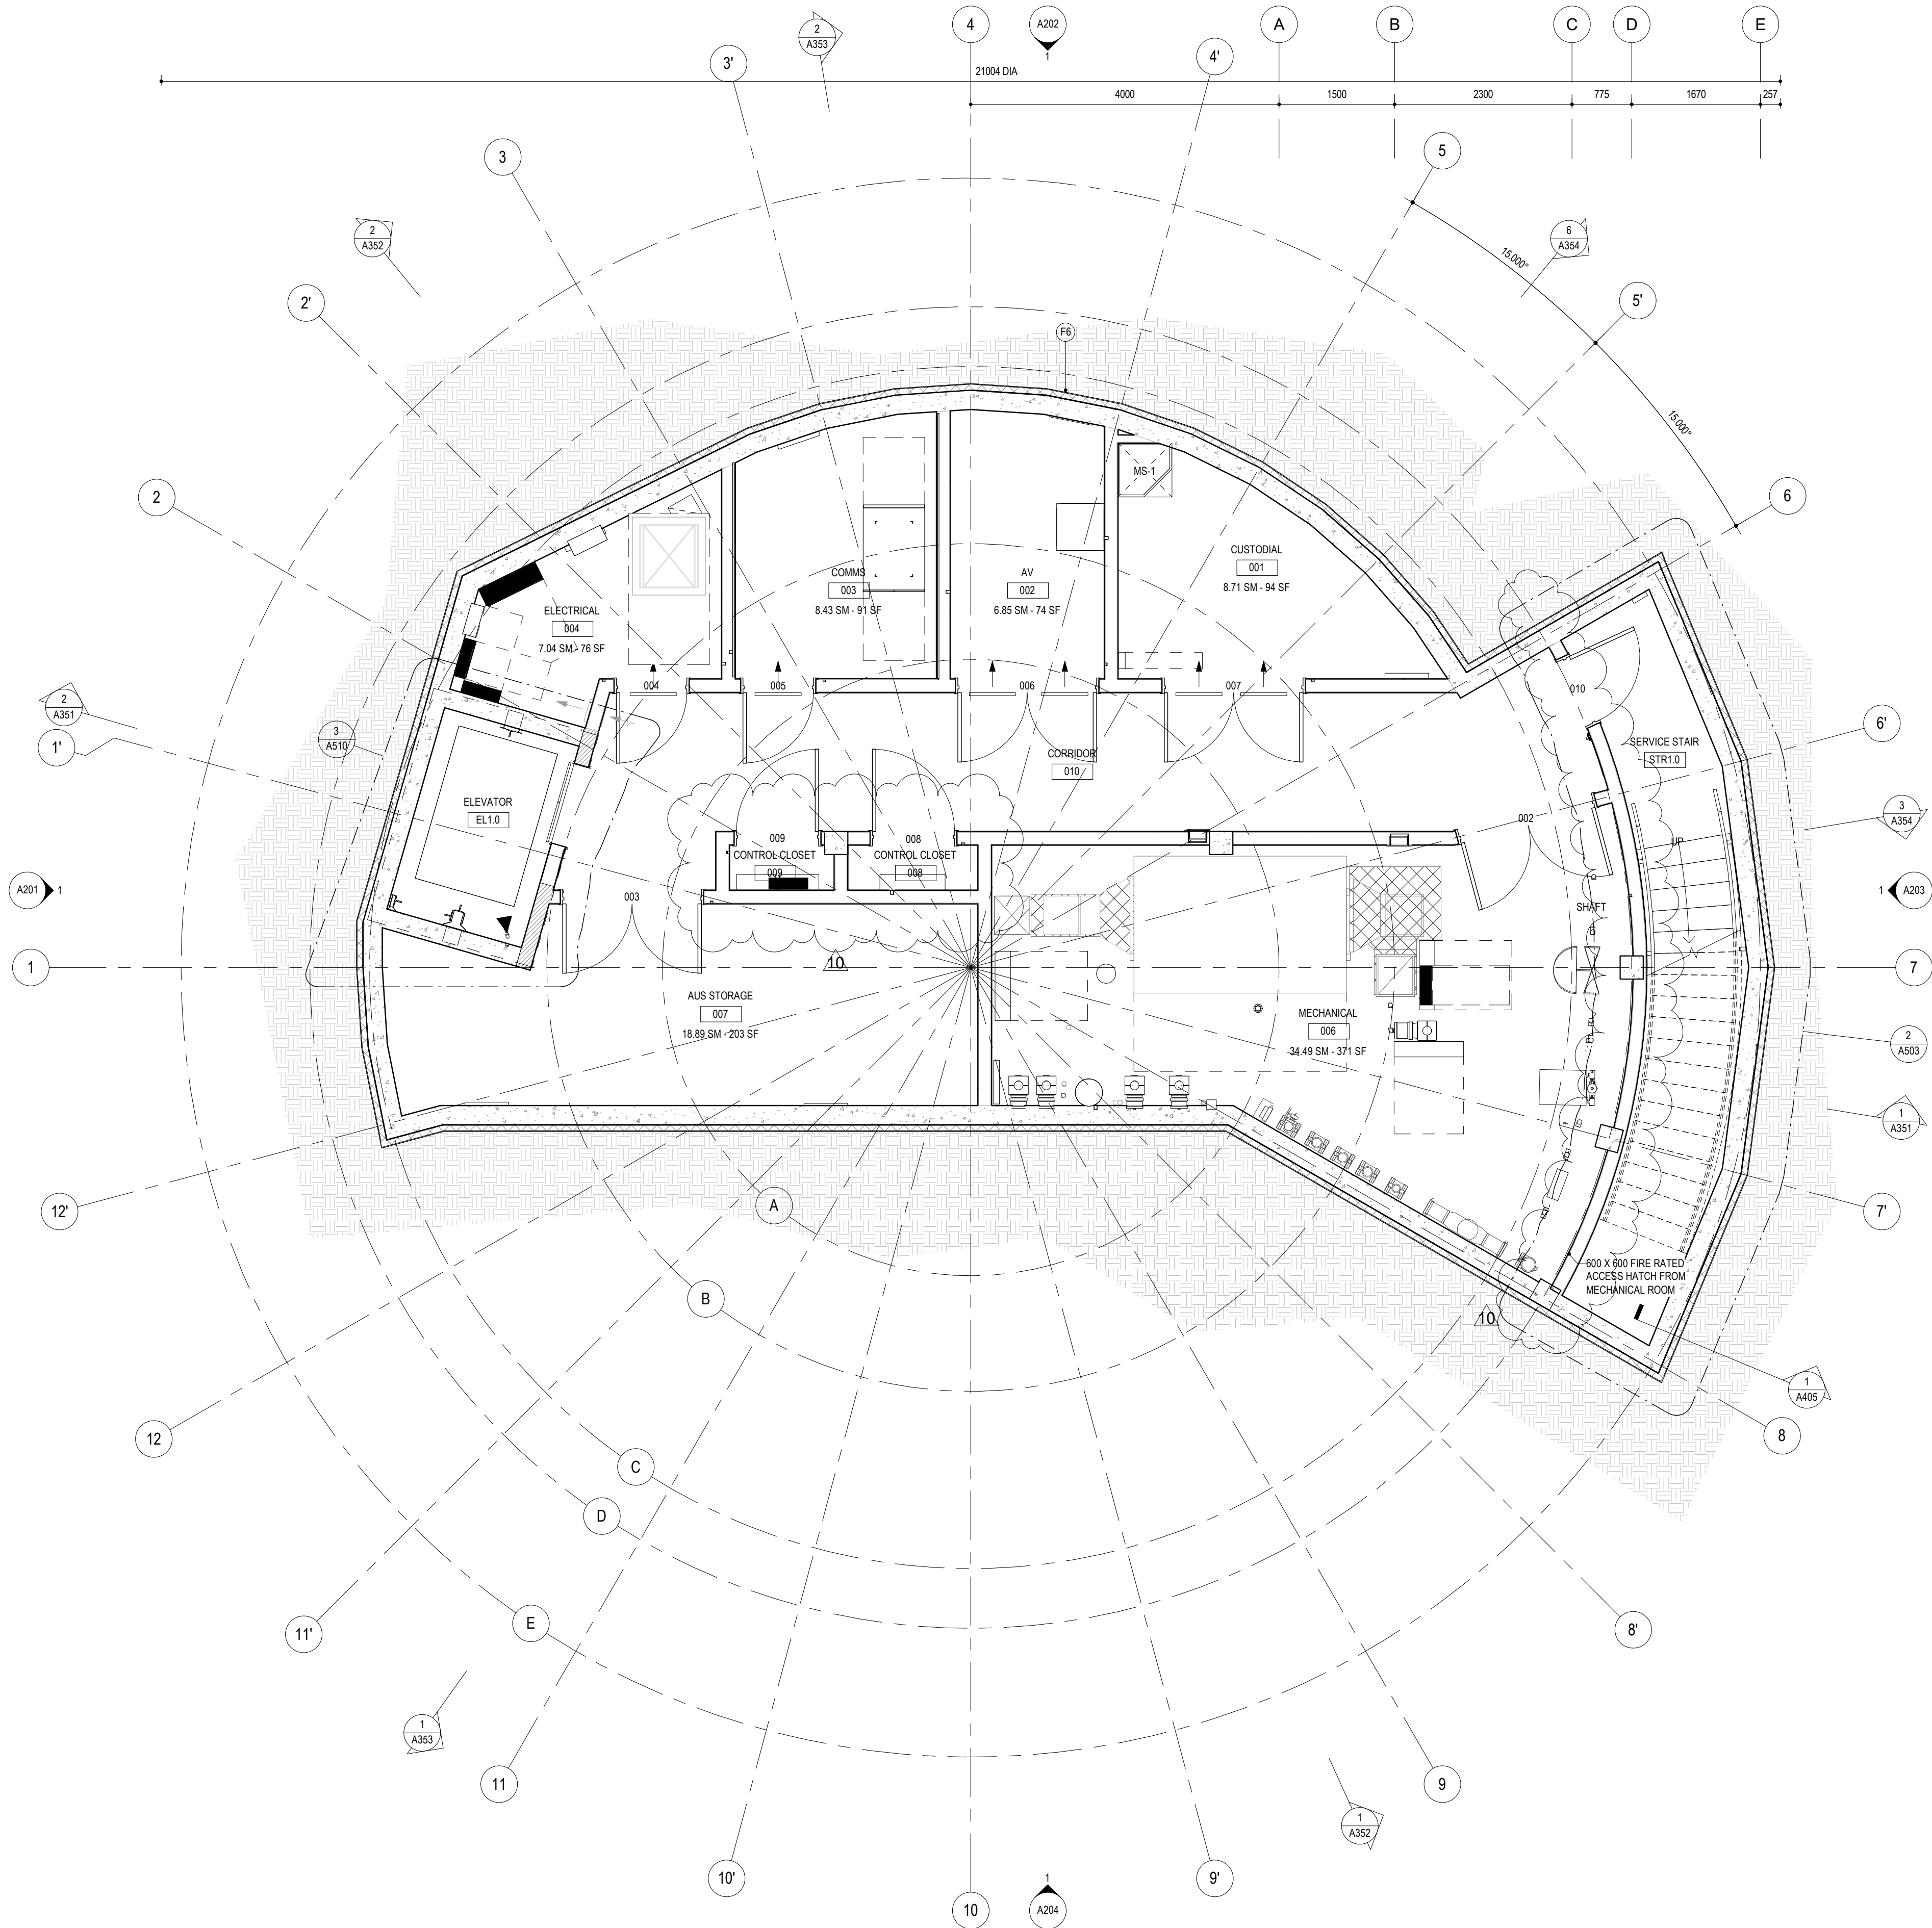 2
A353
4
A202
1
A
B
C
D
E
3'
4'
21004 DIA
4000
1500
2300
775
1670
257
3
5
2
A352
6
A354
15.000°
2'
5'
F6
15.000°
2
6
MS-1
CUSTODIAL
001
8.71 SM - 94 SF
COMMS
003
8.43 SM - 91 SF
AV
002
6.85 SM - 74 SF
ELECTRICAL
004
7.04 SM - 76 SF
004
005
006
007
010
2
A351
1'
3
A510
6'
SERVICE STAIR
STR1.0
CORRIDOR
010
ELEVATOR
EL1.0
3
A354
002
UP
009
CONTROL CLOSET
009
008
CONTROL CLOSET
008
A201
1
003
SHAFT
1
A203
1
10
7
AUS STORAGE
007
18.89 SM - 203 SF
MECHANICAL
006
34.49 SM - 371 SF
2
A503
1
A351
12'
A
7'
600 X 600 FIRE RATED
ACCESS HATCH FROM
MECHANICAL ROOM
B
10
1
A405
12
8
C
D
E
11'
8'
1
A353
11
9
1
A352
10'
9'
10
1
A204